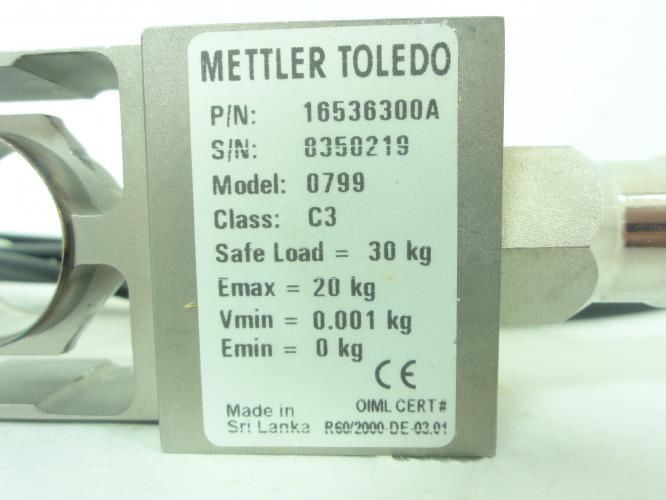 METTLER TOLEDO
P/N: 16536300A
S/N: 8350219
Model: 0799
Class: C3
Safe Load = 30 kg
Emax = 20 kg
Vmin = 0.001 kg
Emin = 0 kg
CE
Made in OIML CERT#
Sri Lanka R60/2000-DE-03.01